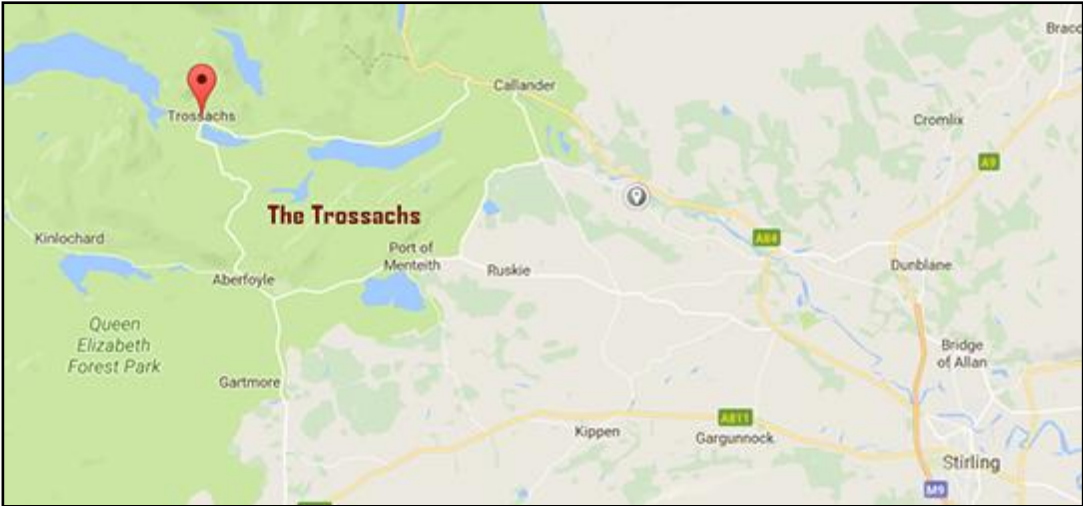 Bracc
Callander
Trossachs
Cromlix
A9
The Trossachs
Kinlochard
Port of
Menteith
A84
Aberfoyle
Ruskie
Dunblane
Queen
Elizabeth
Forest Park
Bridge
of Allan
Gartmore
A811
Kippen
Gargunnock
Stirling
M9